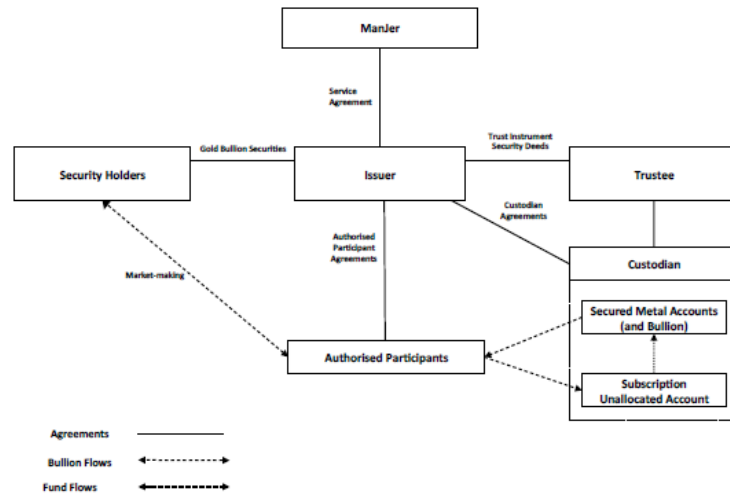 ManJer
Service
Agreement
Gold Bullion Securities
Trust Instrument
Security Deeds
Security Holders
Issuer
Trustee
Custodian
Agreements
Authorised
Participant
Agreements
Custodian
Market-making
Secured Metal Accounts
(and Bullion)
Authorised Participants
Subscription
Unallocated Account
Agreements
Bullion Flows
Fund Flows